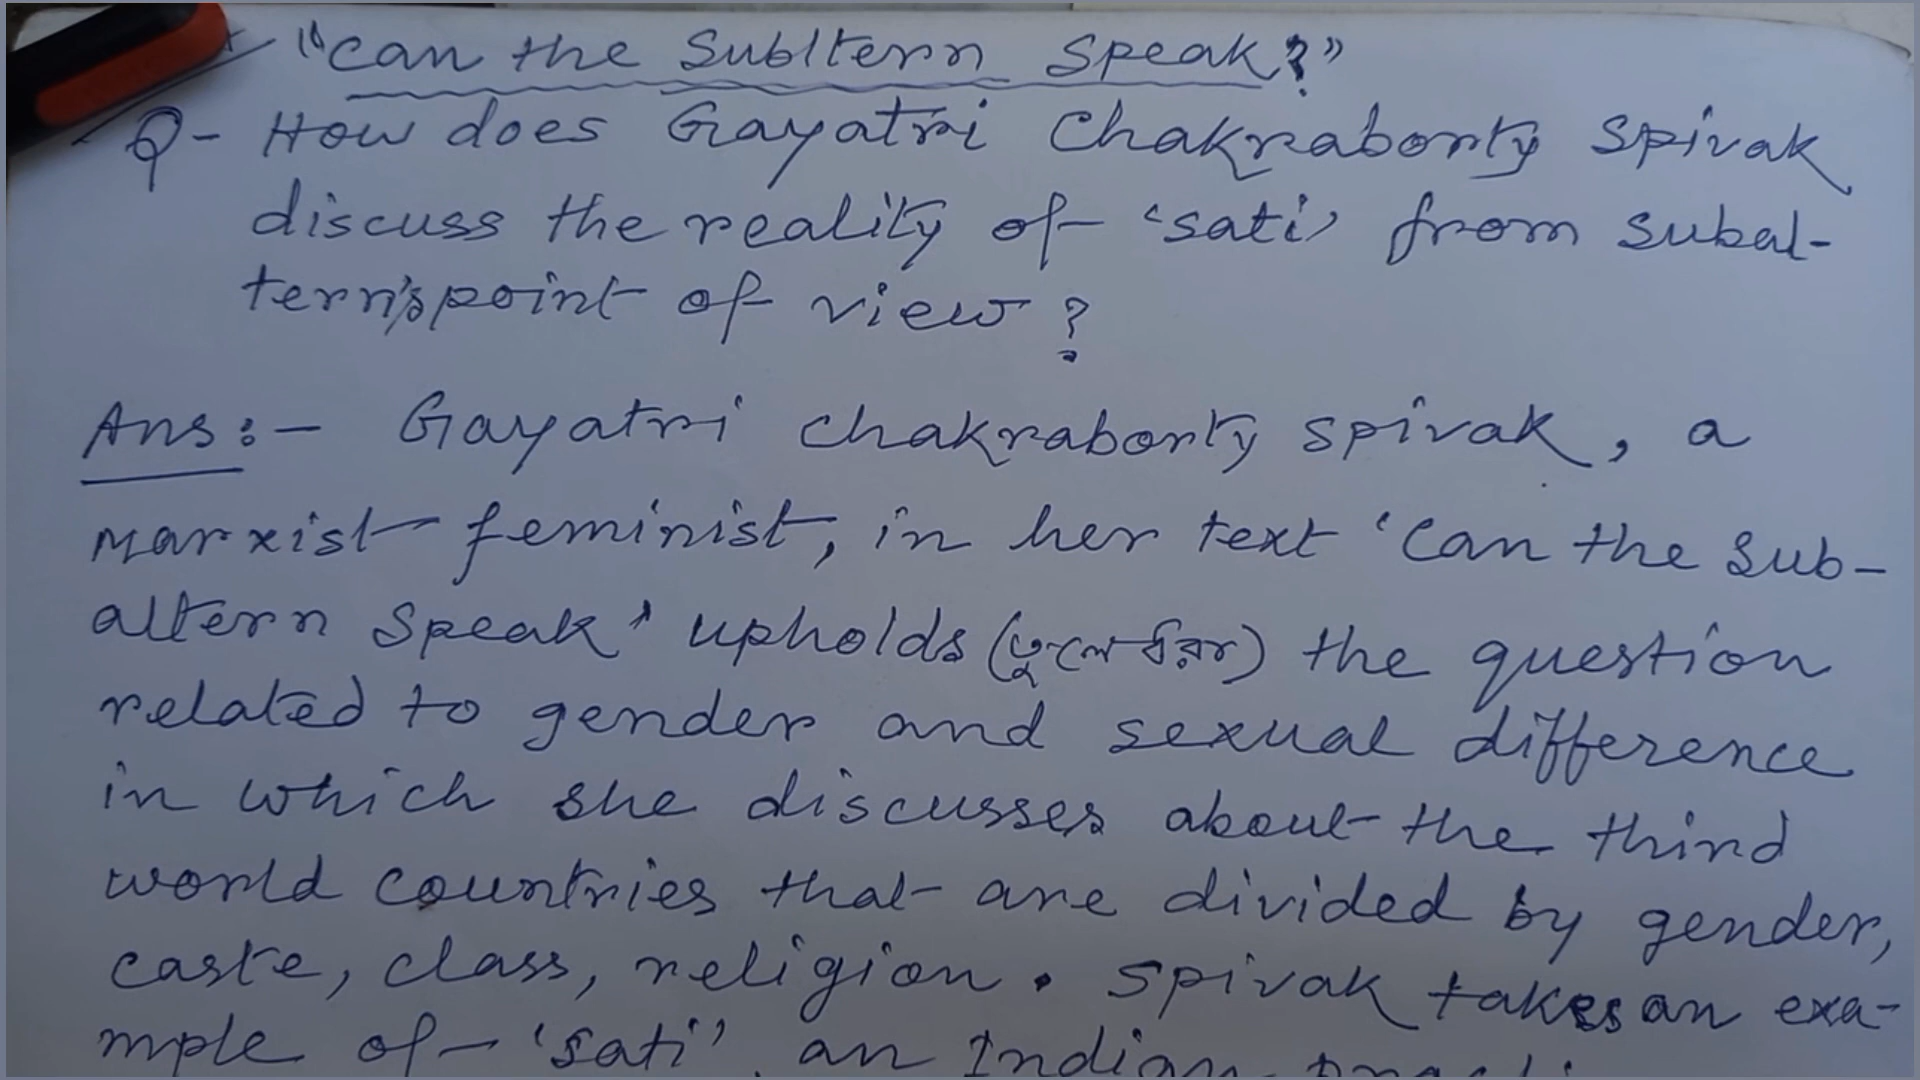 "Can the Subltern Speak?"
Q- How does Gayatri Chakraborty Spivak
discuss the reality of 'sati' from subal-
tern's point of view?
Ans:- Gayatri Chakraborty Spivak, a
Marxist feminist, in her text 'Can the Sub-
altern Speak' upholds (তুলে ধরা) the question
related to gender and sexual difference
in which she discusses about the third
world countries that are divided by gender,
caste, class, religion. Spivak takes an exa-
mple of 'sati', an Indian